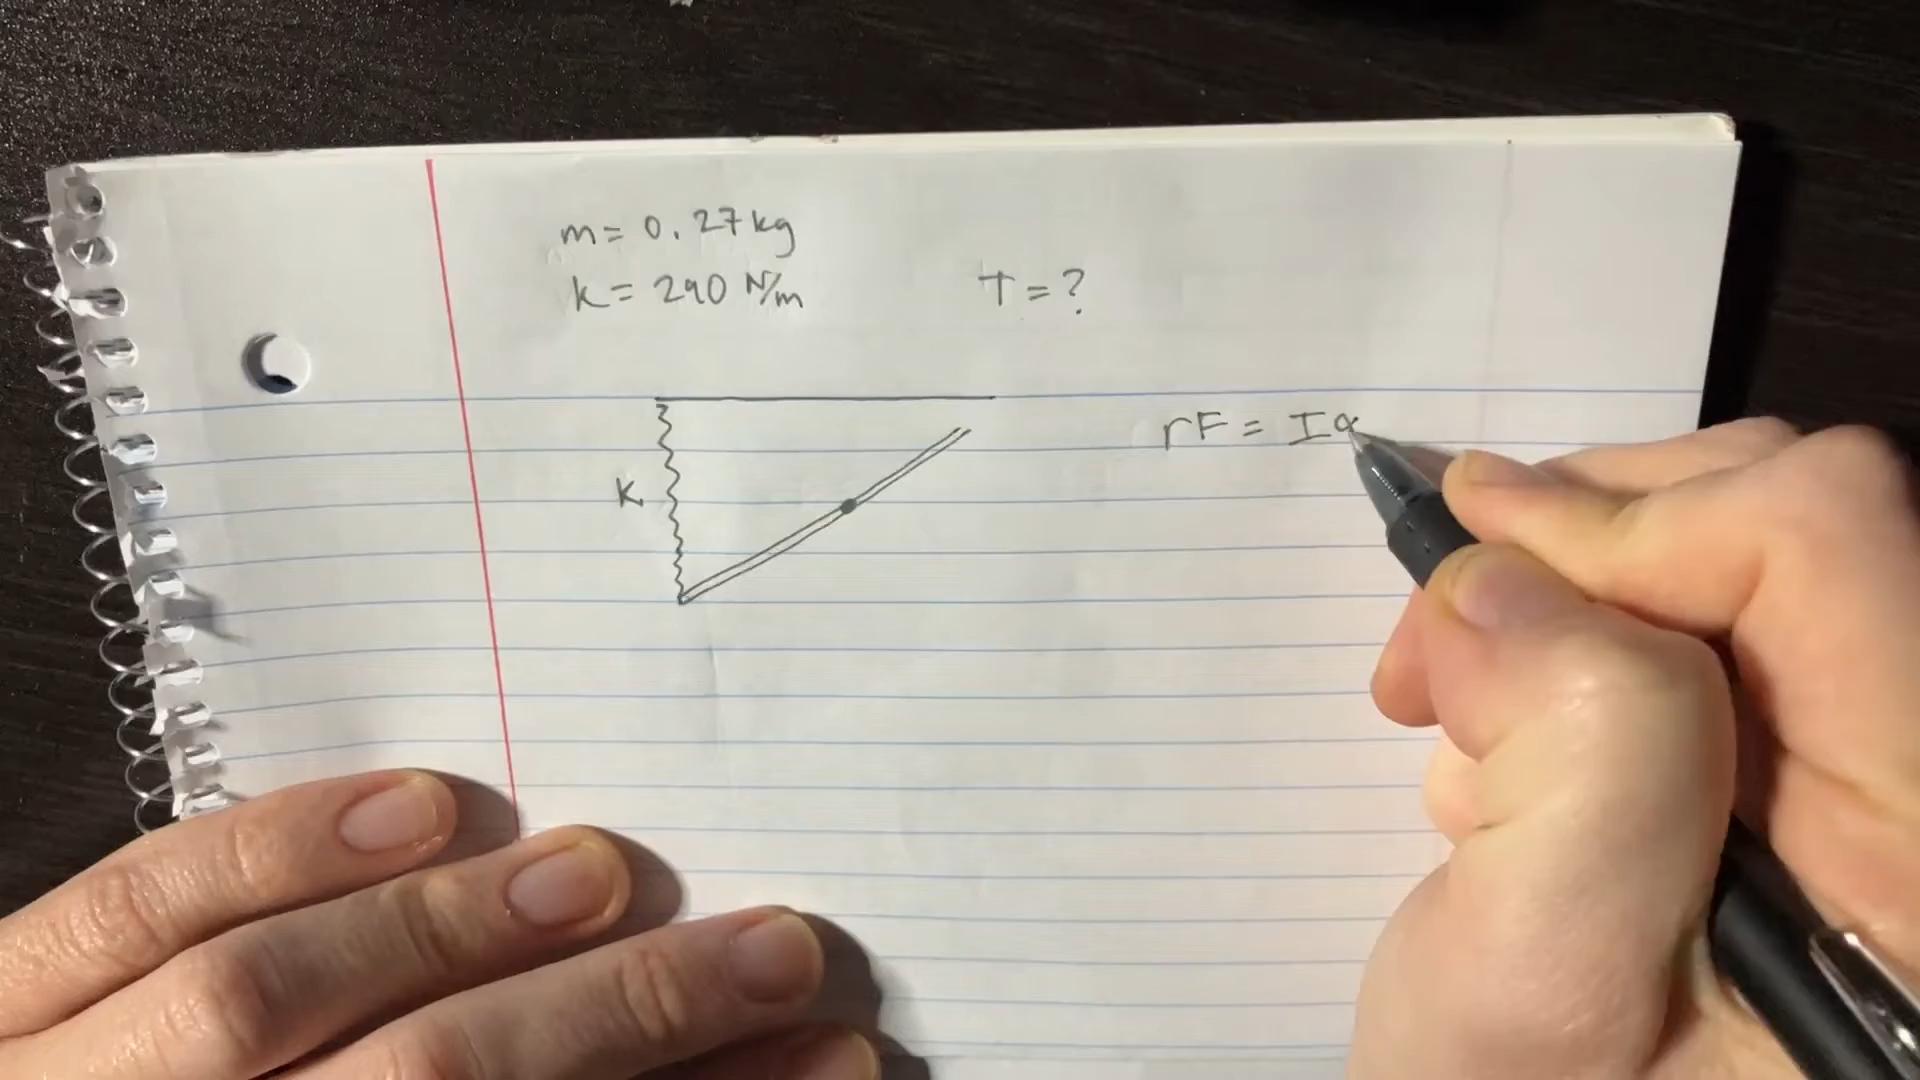 m = 0.27 kg
k = 290 N/m
T = ?
rF = Iα
k